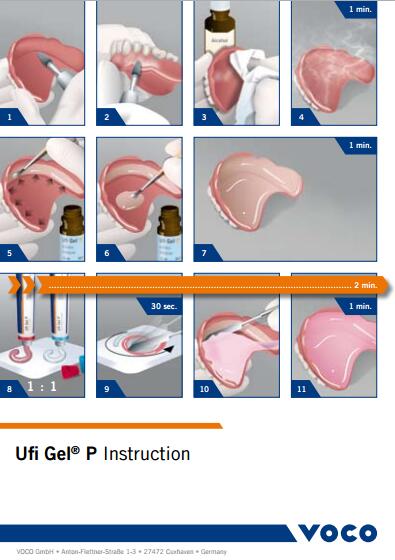 1 min.
1
2
Alcohol
3
4
1 min.
5
Ufi Gel
6
7
2 min.
30 sec.
1 min.
8
1 : 1
9
10
11
Ufi Gel® P Instruction
VOCO
VOCO GmbH • Anton-Flettner-Straße 1-3 • 27472 Cuxhaven • Germany